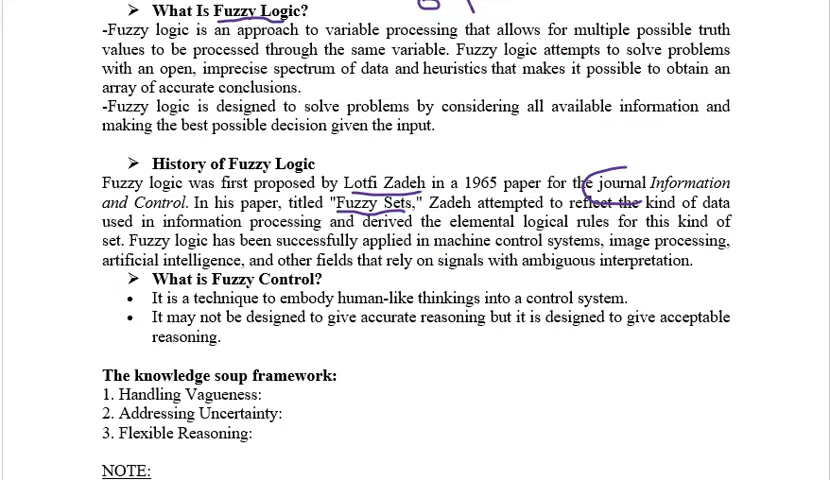 ➢ What Is Fuzzy Logic?
-Fuzzy logic is an approach to variable processing that allows for multiple possible truth
values to be processed through the same variable. Fuzzy logic attempts to solve problems
with an open, imprecise spectrum of data and heuristics that makes it possible to obtain an
array of accurate conclusions.
-Fuzzy logic is designed to solve problems by considering all available information and
making the best possible decision given the input.
➢ History of Fuzzy Logic
Fuzzy logic was first proposed by Lotfi Zadeh in a 1965 paper for the journal Information
and Control. In his paper, titled "Fuzzy Sets," Zadeh attempted to reflect the kind of data
used in information processing and derived the elemental logical rules for this kind of
set. Fuzzy logic has been successfully applied in machine control systems, image processing,
artificial intelligence, and other fields that rely on signals with ambiguous interpretation.
➢ What is Fuzzy Control?
• It is a technique to embody human-like thinkings into a control system.
• It may not be designed to give accurate reasoning but it is designed to give acceptable
reasoning.
The knowledge soup framework:
1. Handling Vagueness:
2. Addressing Uncertainty:
3. Flexible Reasoning:
NOTE: